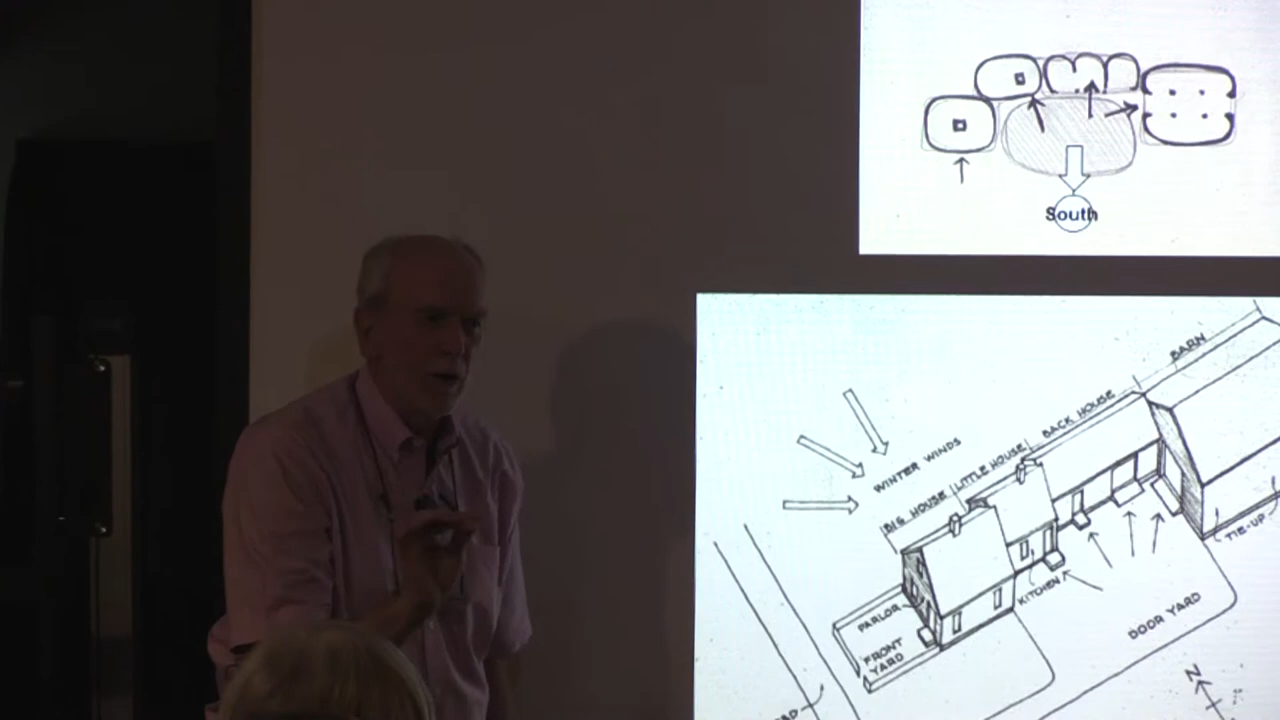 South
BARN
BACK HOUSE
WINTER WINDS
LITTLE HOUSE
BIG HOUSE
TIE-UP
KITCHEN
PARLOR
DOOR YARD
FRONT
YARD
N